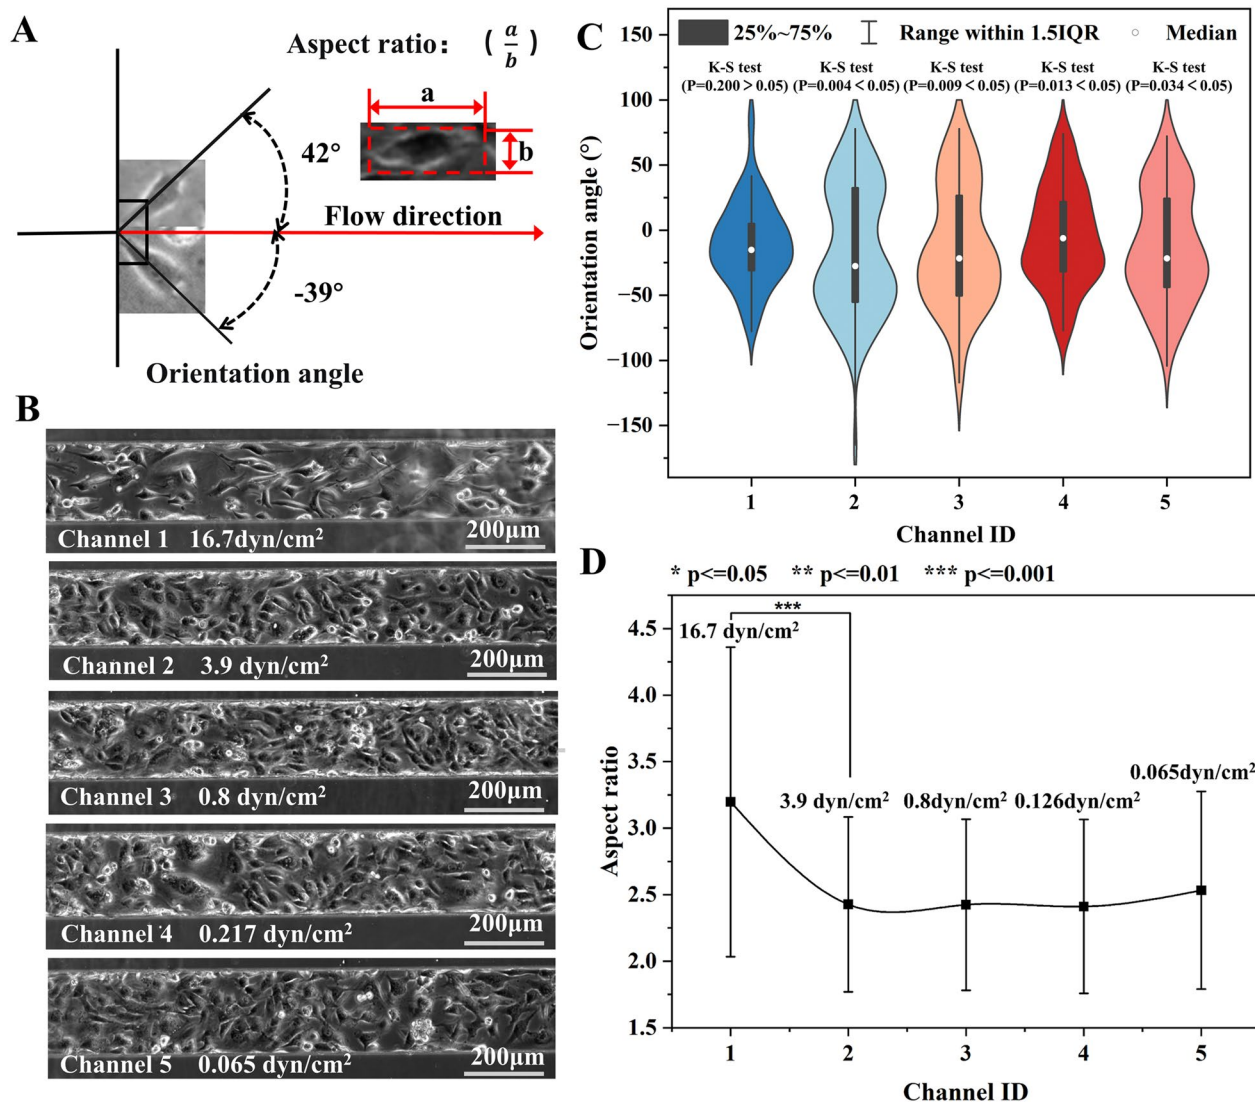 A
Aspect ratio： ( a/b )
a
b
42°
Flow direction
-39°
Orientation angle
B
Channel 1 16.7dyn/cm²
200μm
Channel 2 3.9 dyn/cm²
200μm
Channel 3 0.8 dyn/cm²
200μm
Channel 4 0.217 dyn/cm²
200μm
Channel 5 0.065 dyn/cm²
200μm
C
25%~75% Range within 1.5IQR Median
K-S test
(P=0.200 > 0.05)
K-S test
(P=0.004 < 0.05)
K-S test
(P=0.009 < 0.05)
K-S test
(P=0.013 < 0.05)
K-S test
(P=0.034 < 0.05)
Orientation angle (°)
150
100
50
0
−50
−100
−150
1 2 3 4 5
Channel ID
D
* p<=0.05 ** p<=0.01 *** p<=0.001
***
16.7 dyn/cm²
3.9 dyn/cm²
0.8dyn/cm²
0.126dyn/cm²
0.065dyn/cm²
Aspect ratio
4.5
4.0
3.5
3.0
2.5
2.0
1.5
1 2 3 4 5
Channel ID